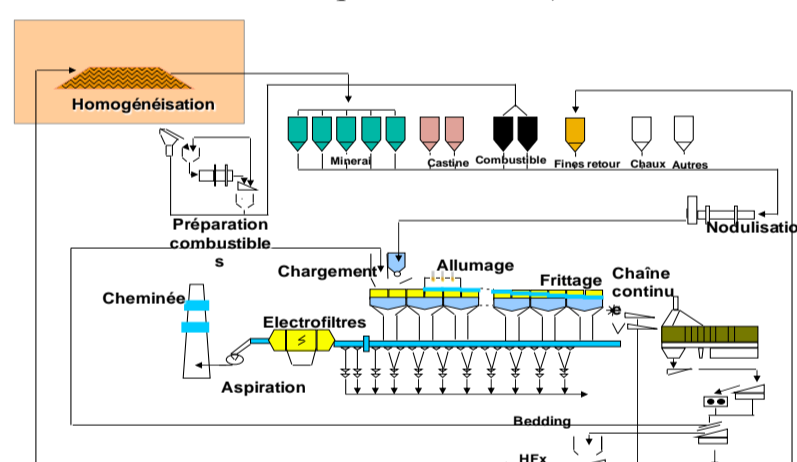 Homogénéisation
Minerai
Castine
Combustible
Fines retour
Chaux
Autres
Préparation
combustible
s
Nodulisatio
Chargement
Allumage
Frittage
Chaîne
continu
e
Cheminée
Electrofiltres
Aspiration
Bedding
HFx